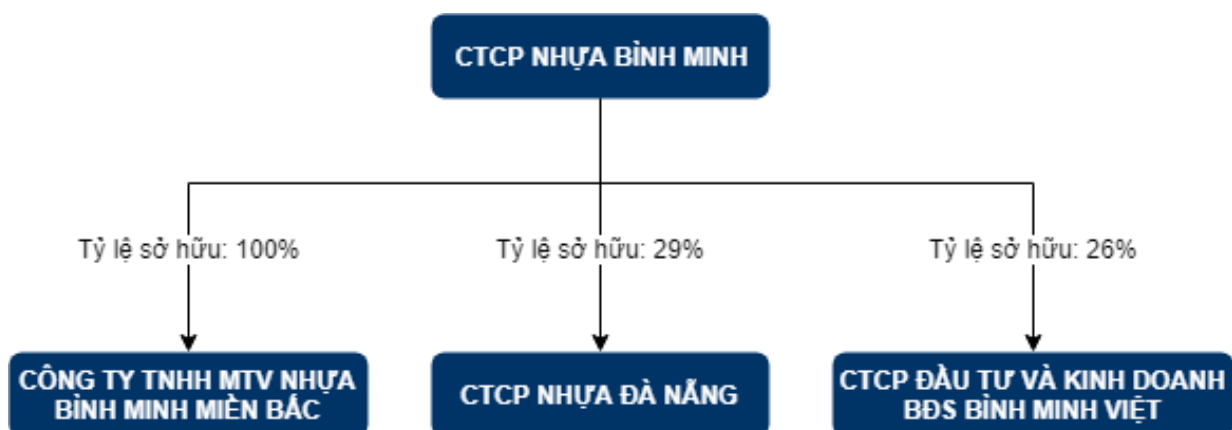 CTCP NHỰA BÌNH MINH
Tỷ lệ sở hữu: 100%
Tỷ lệ sở hữu: 29%
Tỷ lệ sở hữu: 26%
CÔNG TY TNHH MTV NHỰA
BÌNH MINH MIỀN BẮC
CTCP NHỰA ĐÀ NẴNG
CTCP ĐẦU TƯ VÀ KINH DOANH
BĐS BÌNH MINH VIỆT